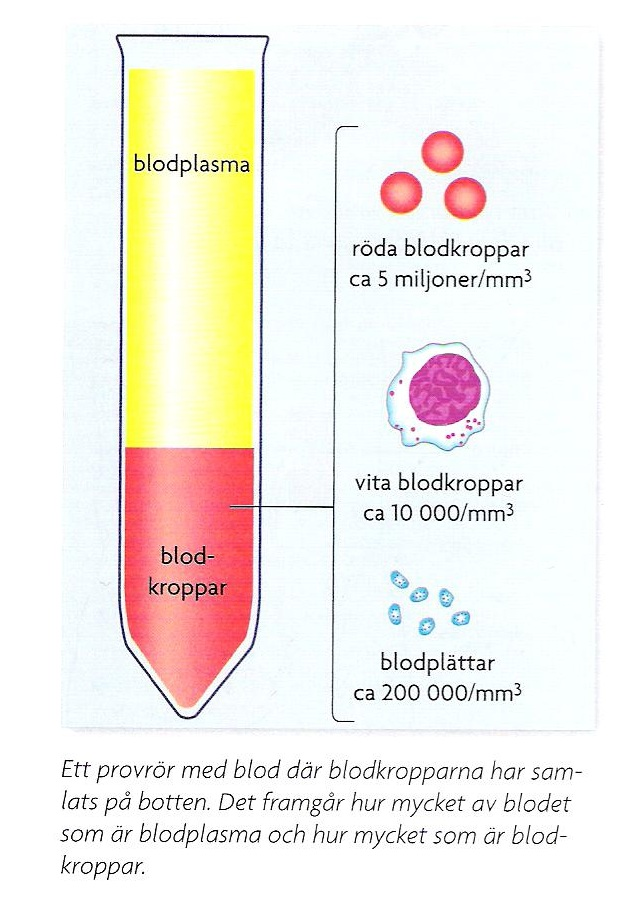 blodplasma
röda blodkroppar
ca 5 miljoner/mm³
vita blodkroppar
ca 10 000/mm³
blod-
kroppar
blodplättar
ca 200 000/mm³
Ett provrör med blod där blodkropparna har sam-
lats på botten. Det framgår hur mycket av blodet
som är blodplasma och hur mycket som är blod-
kroppar.